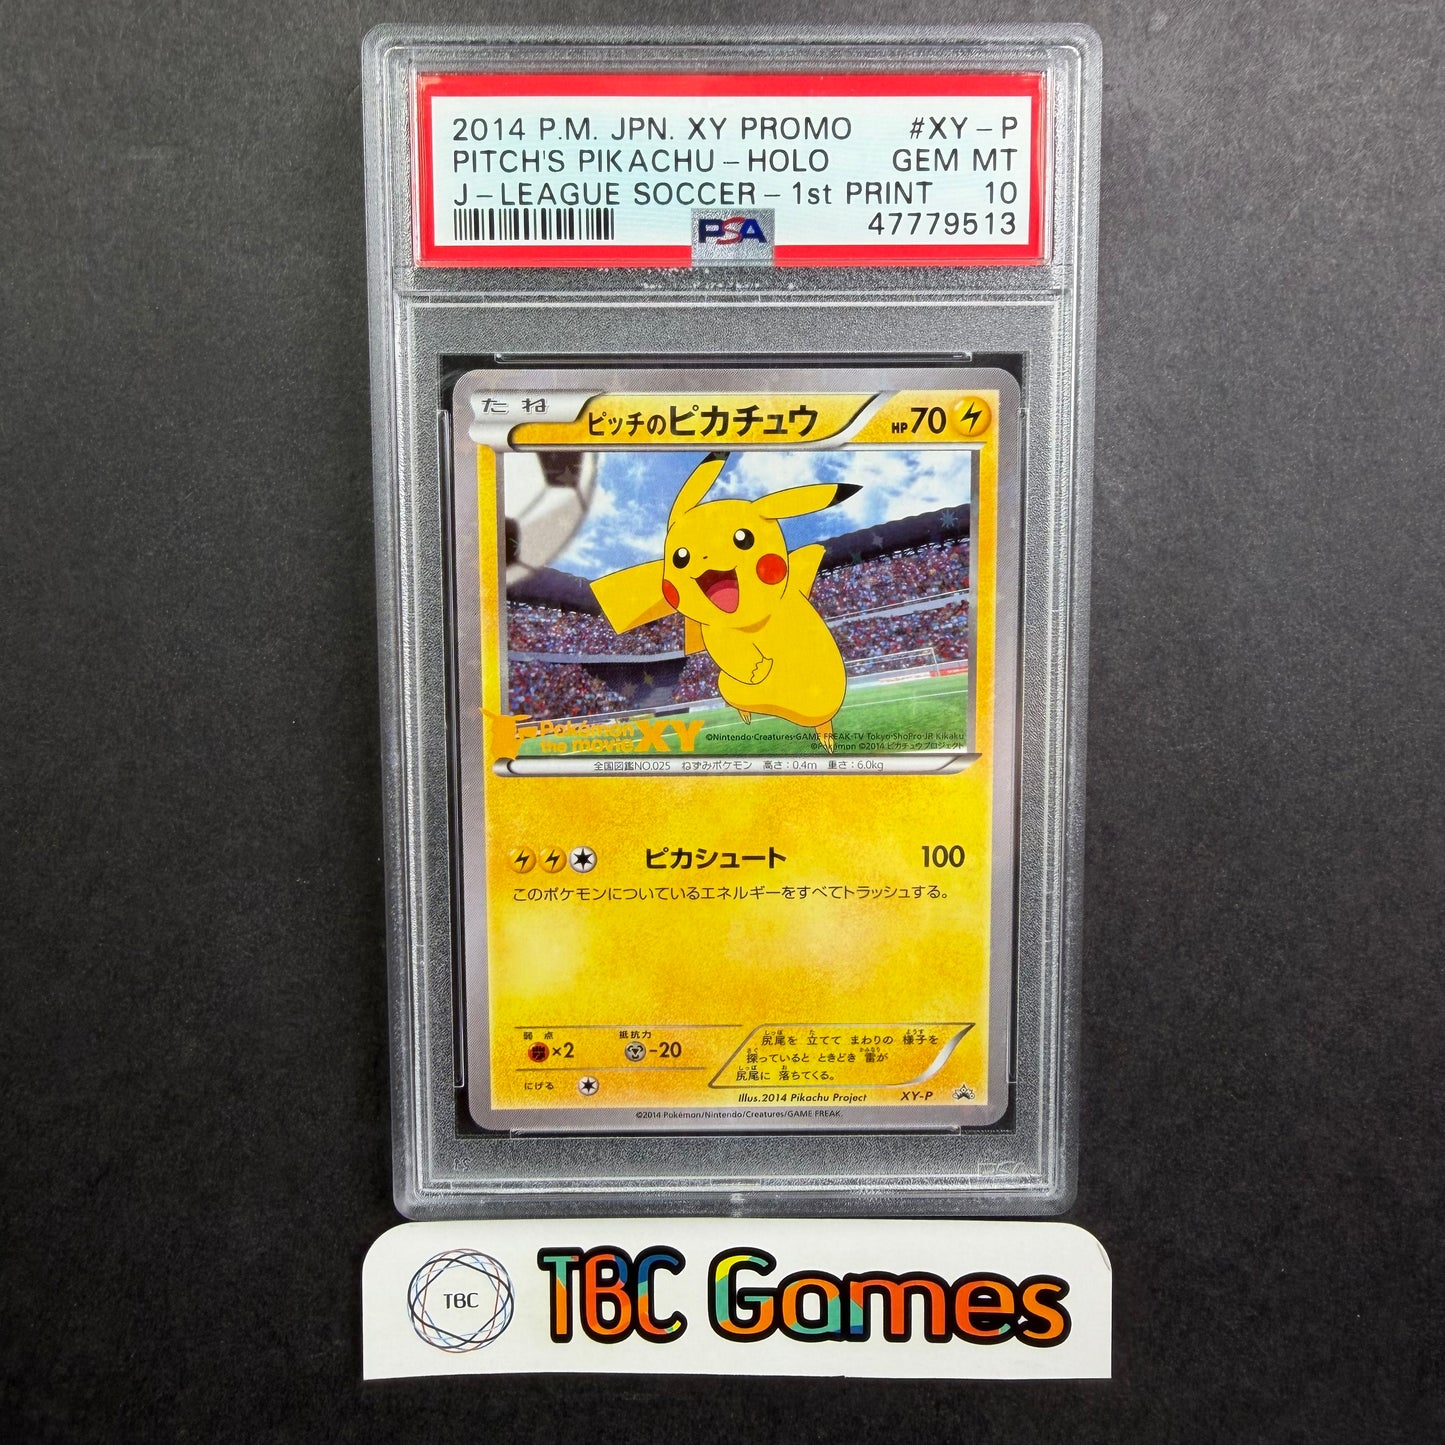 2014 P.M. JPN. XY PROMO #XY-P
PITCH'S PIKACHU-HOLO GEM MT
J-LEAGUE SOCCER-1st PRINT 10
PSA 47779513
たね ピッチのピカチュウ HP70
Pokémon
the movie XY
©Nintendo·Creatures·GAME FREAK·TV Tokyo·ShoPro·JR Kikaku
©Pokémon ©2014 ピカチュウプロジェクト
全国図鑑NO.025 ねずみポケモン 高さ:0.4m 重さ:6.0kg
ピカシュート 100
このポケモンについているエネルギーをすべてトラッシュする。
弱点 抵抗力
×2 -20
にげる
尻尾を 立てて まわりの 様子を
探っていると ときどき 雷が
尻尾に 落ちてくる。
Illus.2014 Pikachu Project XY-P
©2014 Pokémon/Nintendo/Creatures/GAME FREAK.
TBC TBC Games